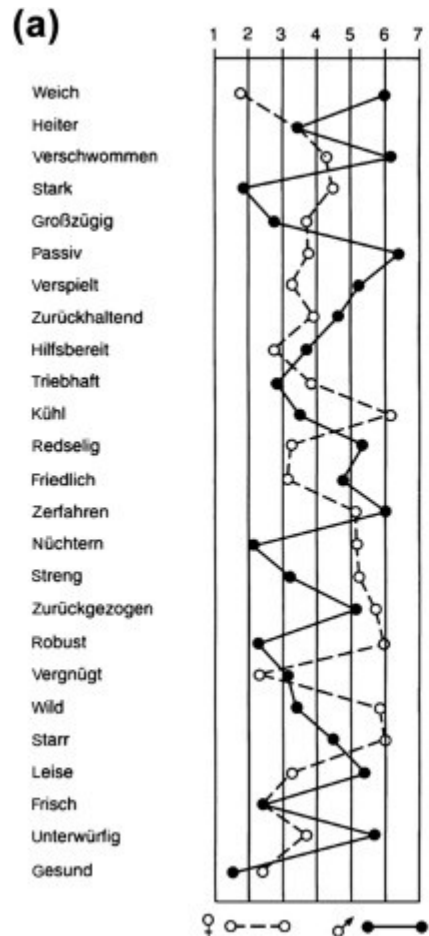 (a)
1 2 3 4 5 6 7
Weich
Heiter
Verschwommen
Stark
Großzügig
Passiv
Verspielt
Zurückhaltend
Hilfsbereit
Triebhaft
Kühl
Redselig
Friedlich
Zerfahren
Nüchtern
Streng
Zurückgezogen
Robust
Vergnügt
Wild
Starr
Leise
Frisch
Unterwürfig
Gesund
♀ ♂